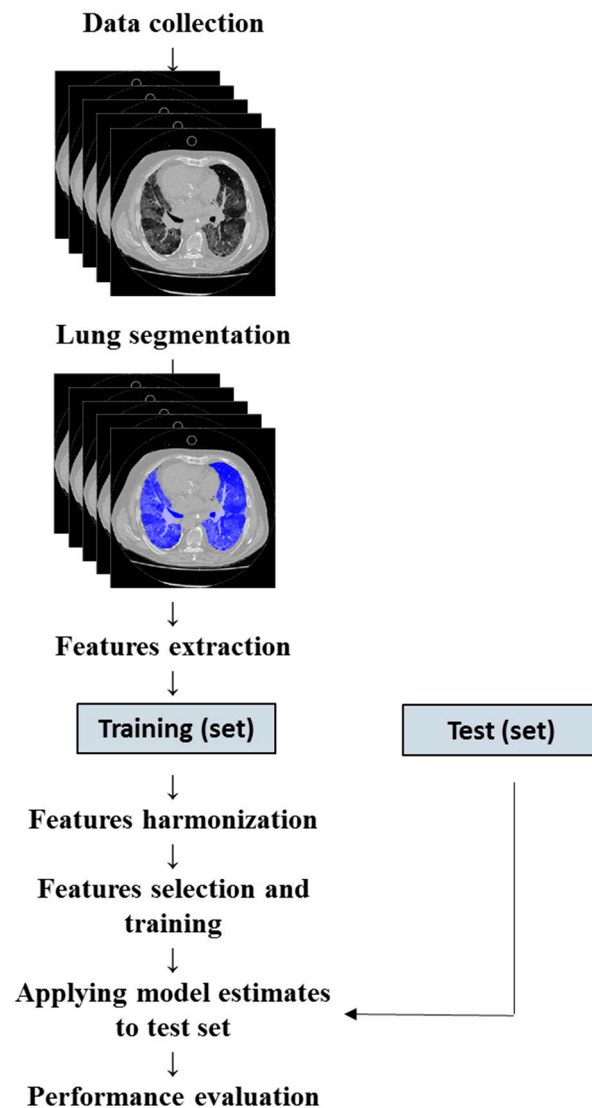 Data collection
Lung segmentation
Features extraction
Training (set)
Test (set)
Features harmonization
Features selection and
training
Applying model estimates
to test set
Performance evaluation